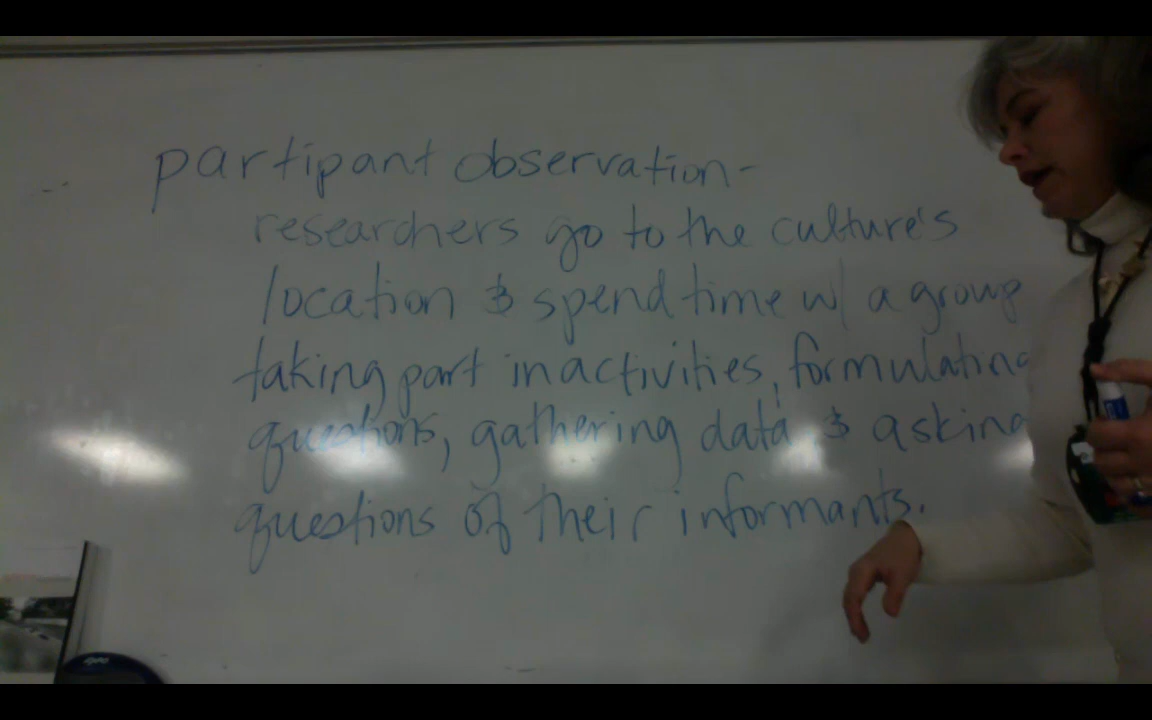 partipant observation-
researchers go to the culture's
location & spend time w/ a group
taking part in activities, formulating
questions, gathering data & asking
questions of their informants.
expo